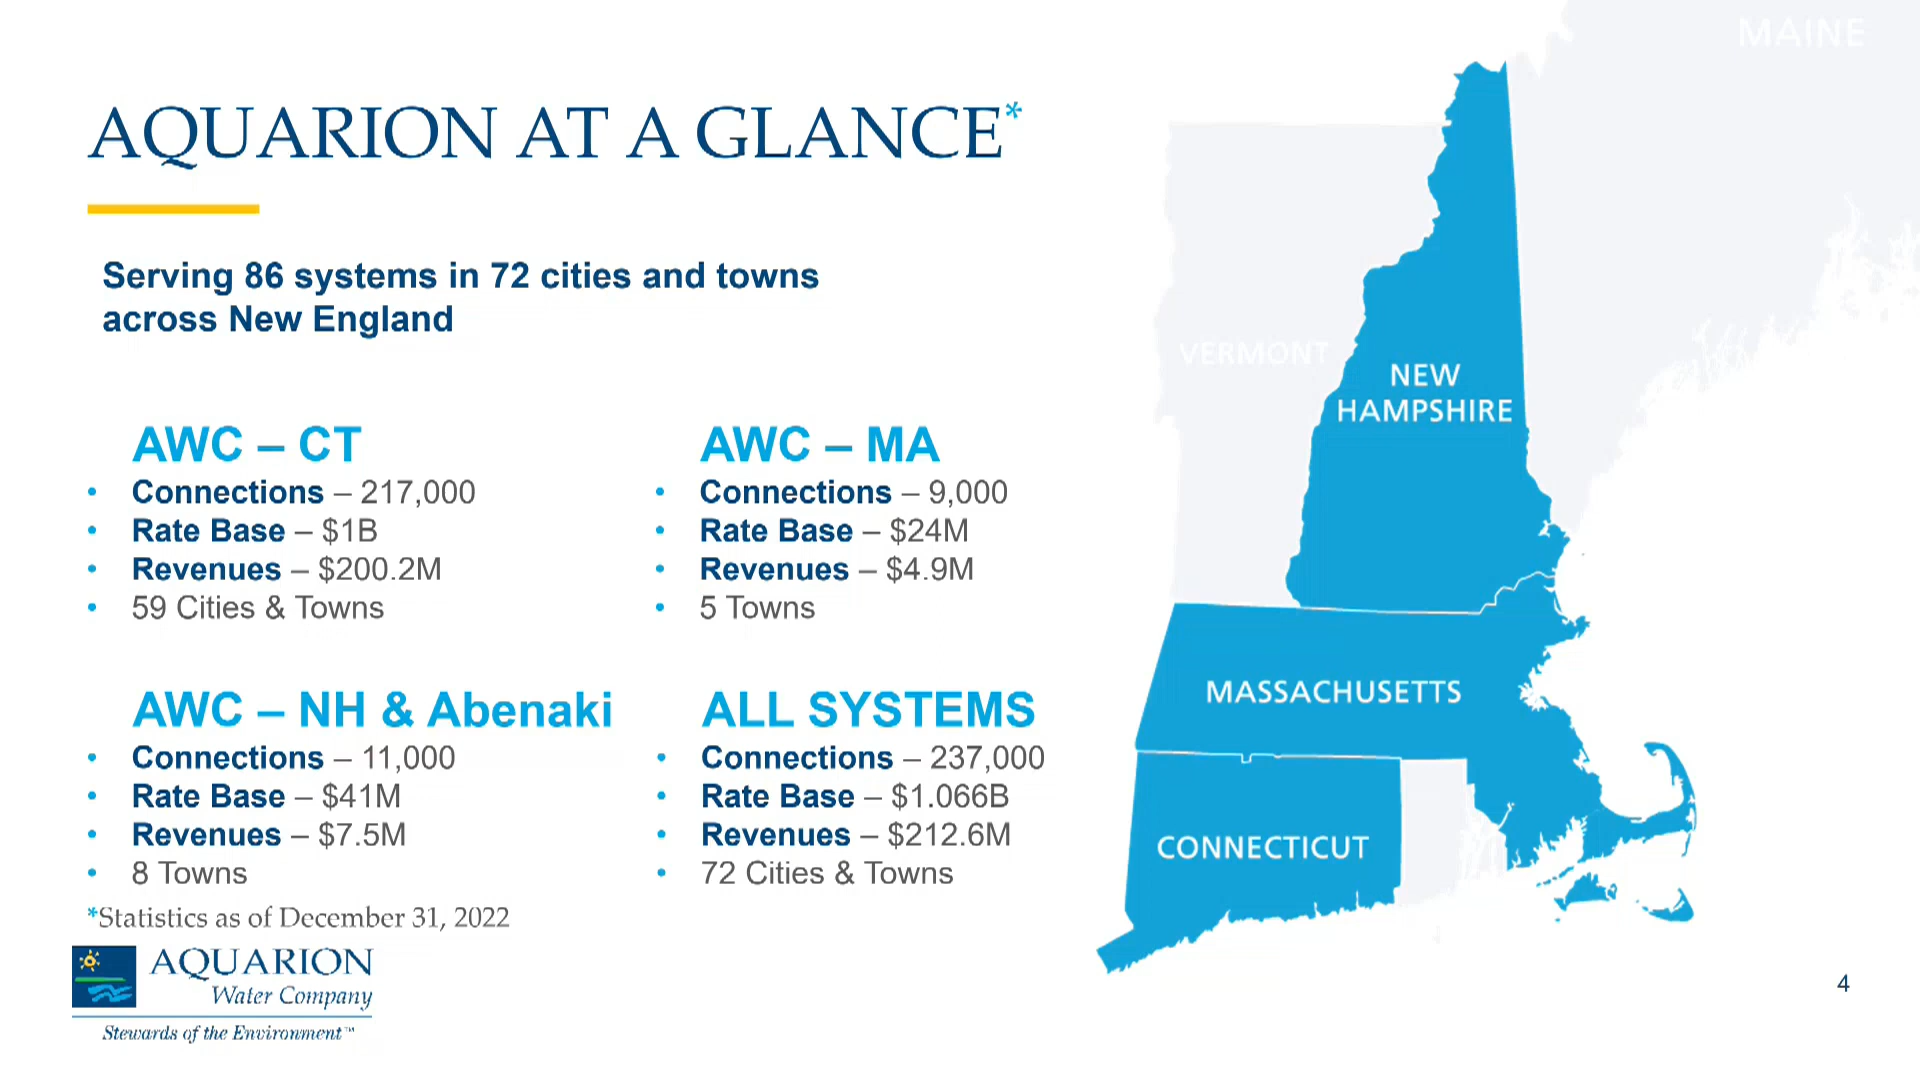 MAINE
AQUARION AT A GLANCE*
Serving 86 systems in 72 cities and towns
across New England
AWC – CT
• Connections – 217,000
• Rate Base – $1B
• Revenues – $200.2M
• 59 Cities & Towns
AWC – MA
• Connections – 9,000
• Rate Base – $24M
• Revenues – $4.9M
• 5 Towns
AWC – NH & Abenaki
• Connections – 11,000
• Rate Base – $41M
• Revenues – $7.5M
• 8 Towns
ALL SYSTEMS
• Connections – 237,000
• Rate Base – $1.066B
• Revenues – $212.6M
• 72 Cities & Towns
*Statistics as of December 31, 2022
VERMONT
NEW
HAMPSHIRE
MASSACHUSETTS
CONNECTICUT
AQUARION
Water Company
Stewards of the Environment™
4